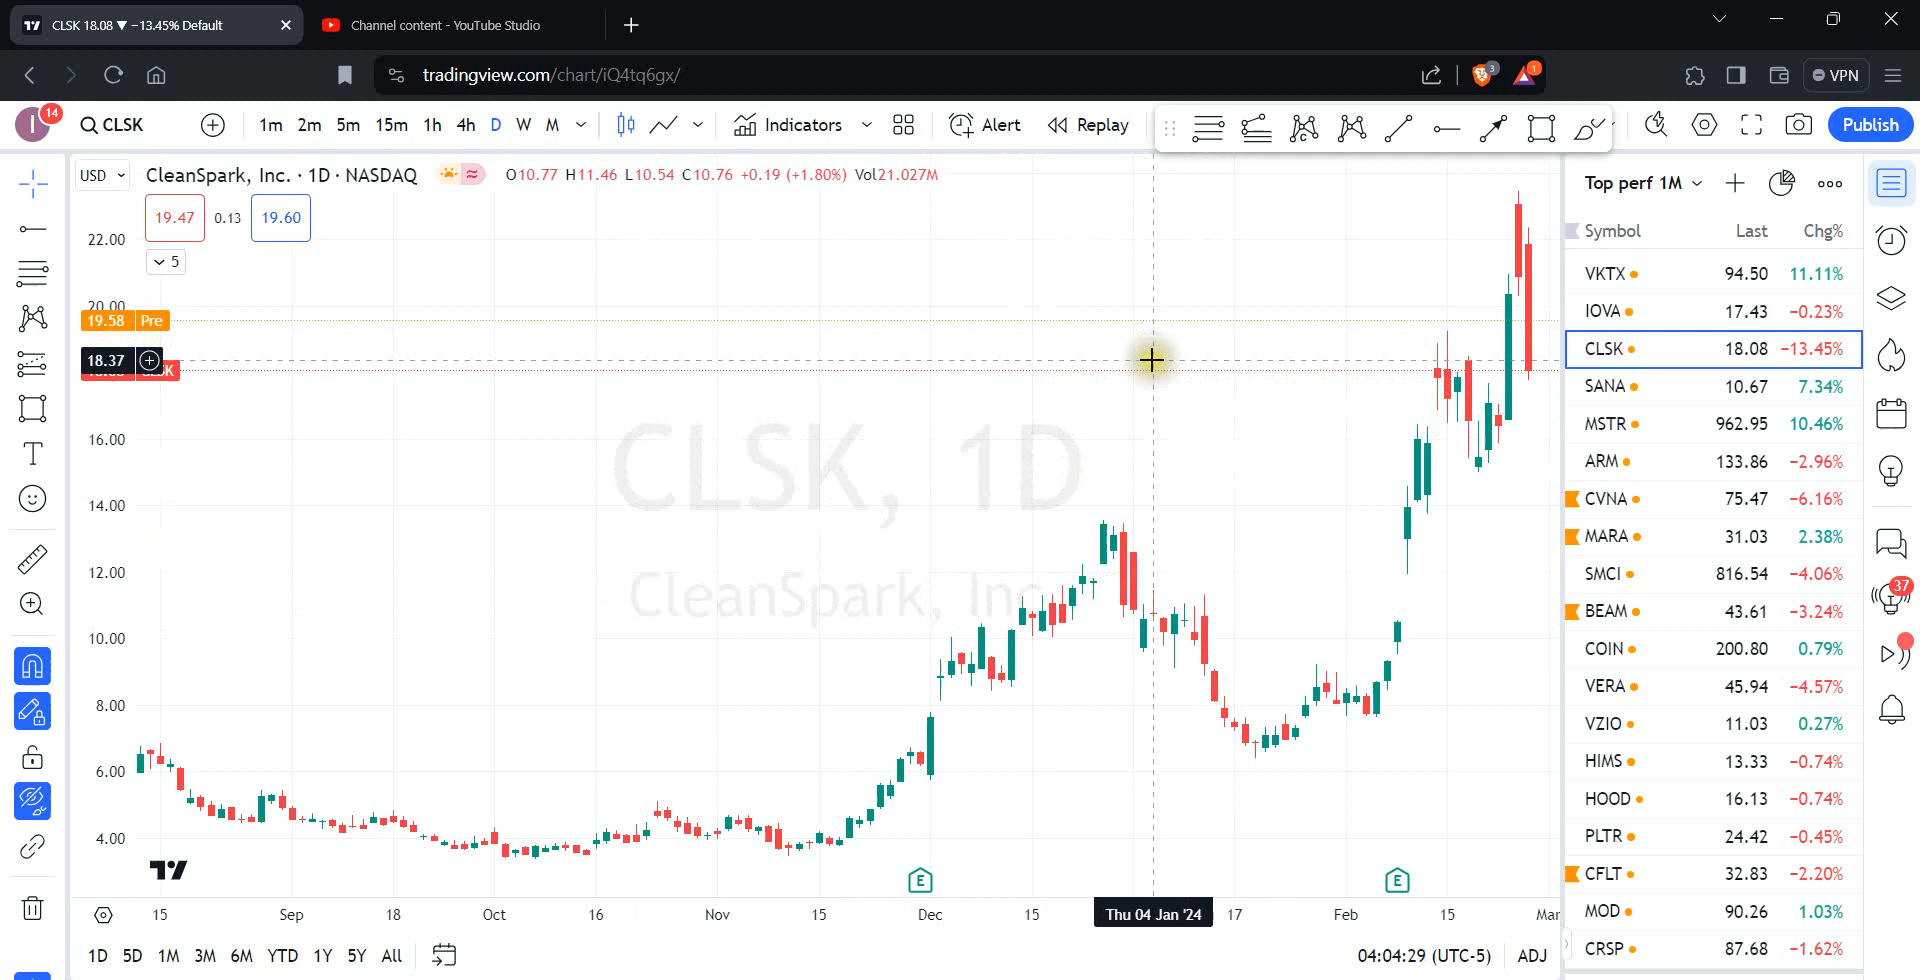 CLSK 18.08 ▼ −13.45% Default
Channel content - YouTube Studio
tradingview.com/chart/iQ4tq6gx/
3
1
VPN
I
14
CLSK
1m 2m 5m 15m 1h 4h D W M
Indicators
Alert
Replay
Publish
USD
CleanSpark, Inc. · 1D · NASDAQ
O10.77 H11.46 L10.54 C10.76 +0.19 (+1.80%) Vol21.027M
19.47 0.13 19.60
5
22.00
20.00
19.58 Pre
18.37
16.00
14.00
12.00
10.00
8.00
6.00
4.00
CLSK, 1D
CleanSpark, Inc
E
E
15 Sep 18 Oct 16 Nov 15 Dec 15 Thu 04 Jan '24 17 Feb 15 Mar
1D 5D 1M 3M 6M YTD 1Y 5Y All
04:04:29 (UTC-5) ADJ
Top perf 1M
Symbol Last Chg%
VKTX 94.50 11.11%
IOVA 17.43 −0.23%
CLSK 18.08 −13.45%
SANA 10.67 7.34%
MSTR 962.95 10.46%
ARM 133.86 −2.96%
CVNA 75.47 −6.16%
MARA 31.03 2.38%
SMCI 816.54 −4.06%
BEAM 43.61 −3.24%
COIN 200.80 0.79%
VERA 45.94 −4.57%
VZIO 11.03 0.27%
HIMS 13.33 −0.74%
HOOD 16.13 −0.74%
PLTR 24.42 −0.45%
CFLT 32.83 −2.20%
MOD 90.26 1.03%
CRSP 87.68 −1.62%
37